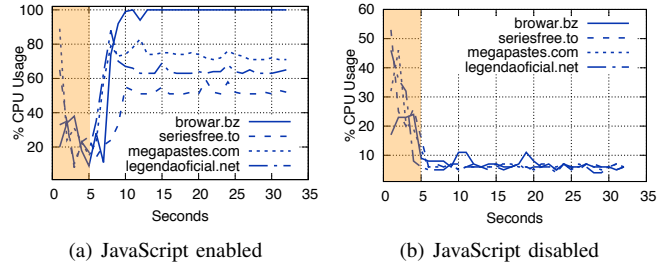 100
80
60
40
20
% CPU Usage
0 5 10 15 20 25 30 35
Seconds
browar.bz
seriesfree.to
megapastes.com
legendaoficial.net
(a) JavaScript enabled
60
50
40
30
20
10
% CPU Usage
0 5 10 15 20 25 30 35
Seconds
browar.bz
seriesfree.to
megapastes.com
legendaoficial.net
(b) JavaScript disabled